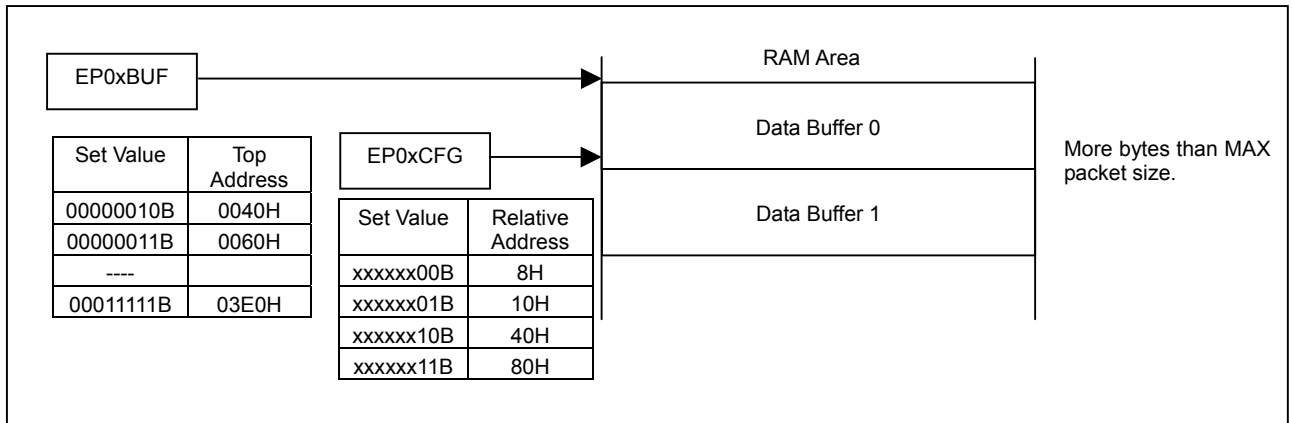 EP0xBUF
RAM Area
Data Buffer 0
Set Value Top
Address
00000010B 0040H
00000011B 0060H
----
00011111B 03E0H
EP0xCFG
Set Value Relative
Address
xxxxxx00B 8H
xxxxxx01B 10H
xxxxxx10B 40H
xxxxxx11B 80H
Data Buffer 1
More bytes than MAX
packet size.